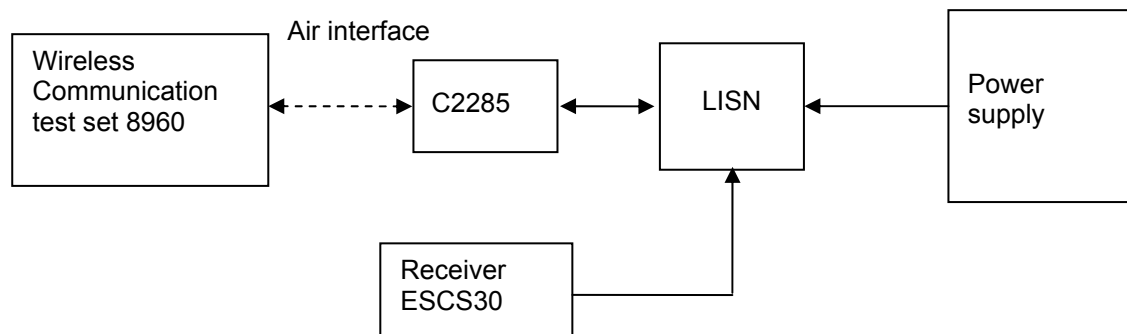 Air interface
Wireless
Communication
test set 8960
C2285
LISN
Power
supply
Receiver
ESCS30